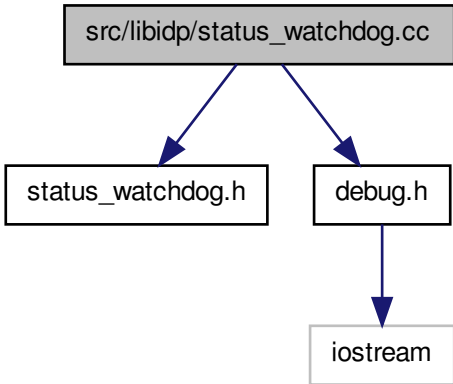 src/libidp/status_watchdog.cc
status_watchdog.h
debug.h
iostream